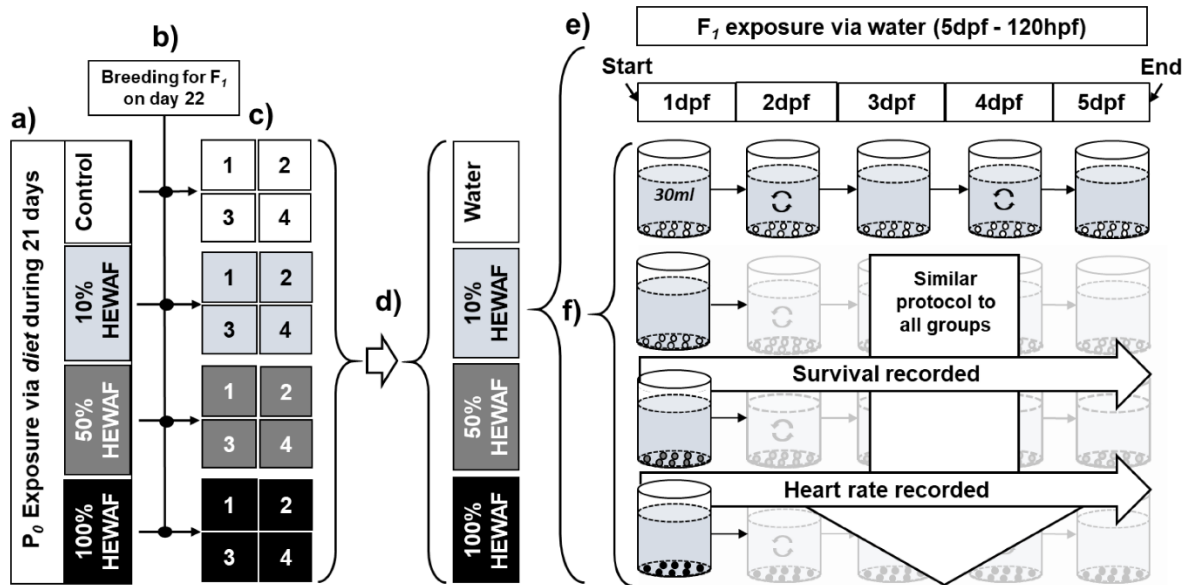 b)
Breeding for F1
on day 22
a)
P0 Exposure via diet during 21 days
Control
10%
HEWAF
50%
HEWAF
100%
HEWAF
c)
1 2
3 4
1 2
3 4
1 2
3 4
1 2
3 4
d)
Water
10%
HEWAF
50%
HEWAF
100%
HEWAF
e)
F1 exposure via water (5dpf - 120hpf)
Start
End
1dpf 2dpf 3dpf 4dpf 5dpf
f)
30ml
Similar
protocol to
all groups
Survival recorded
Heart rate recorded